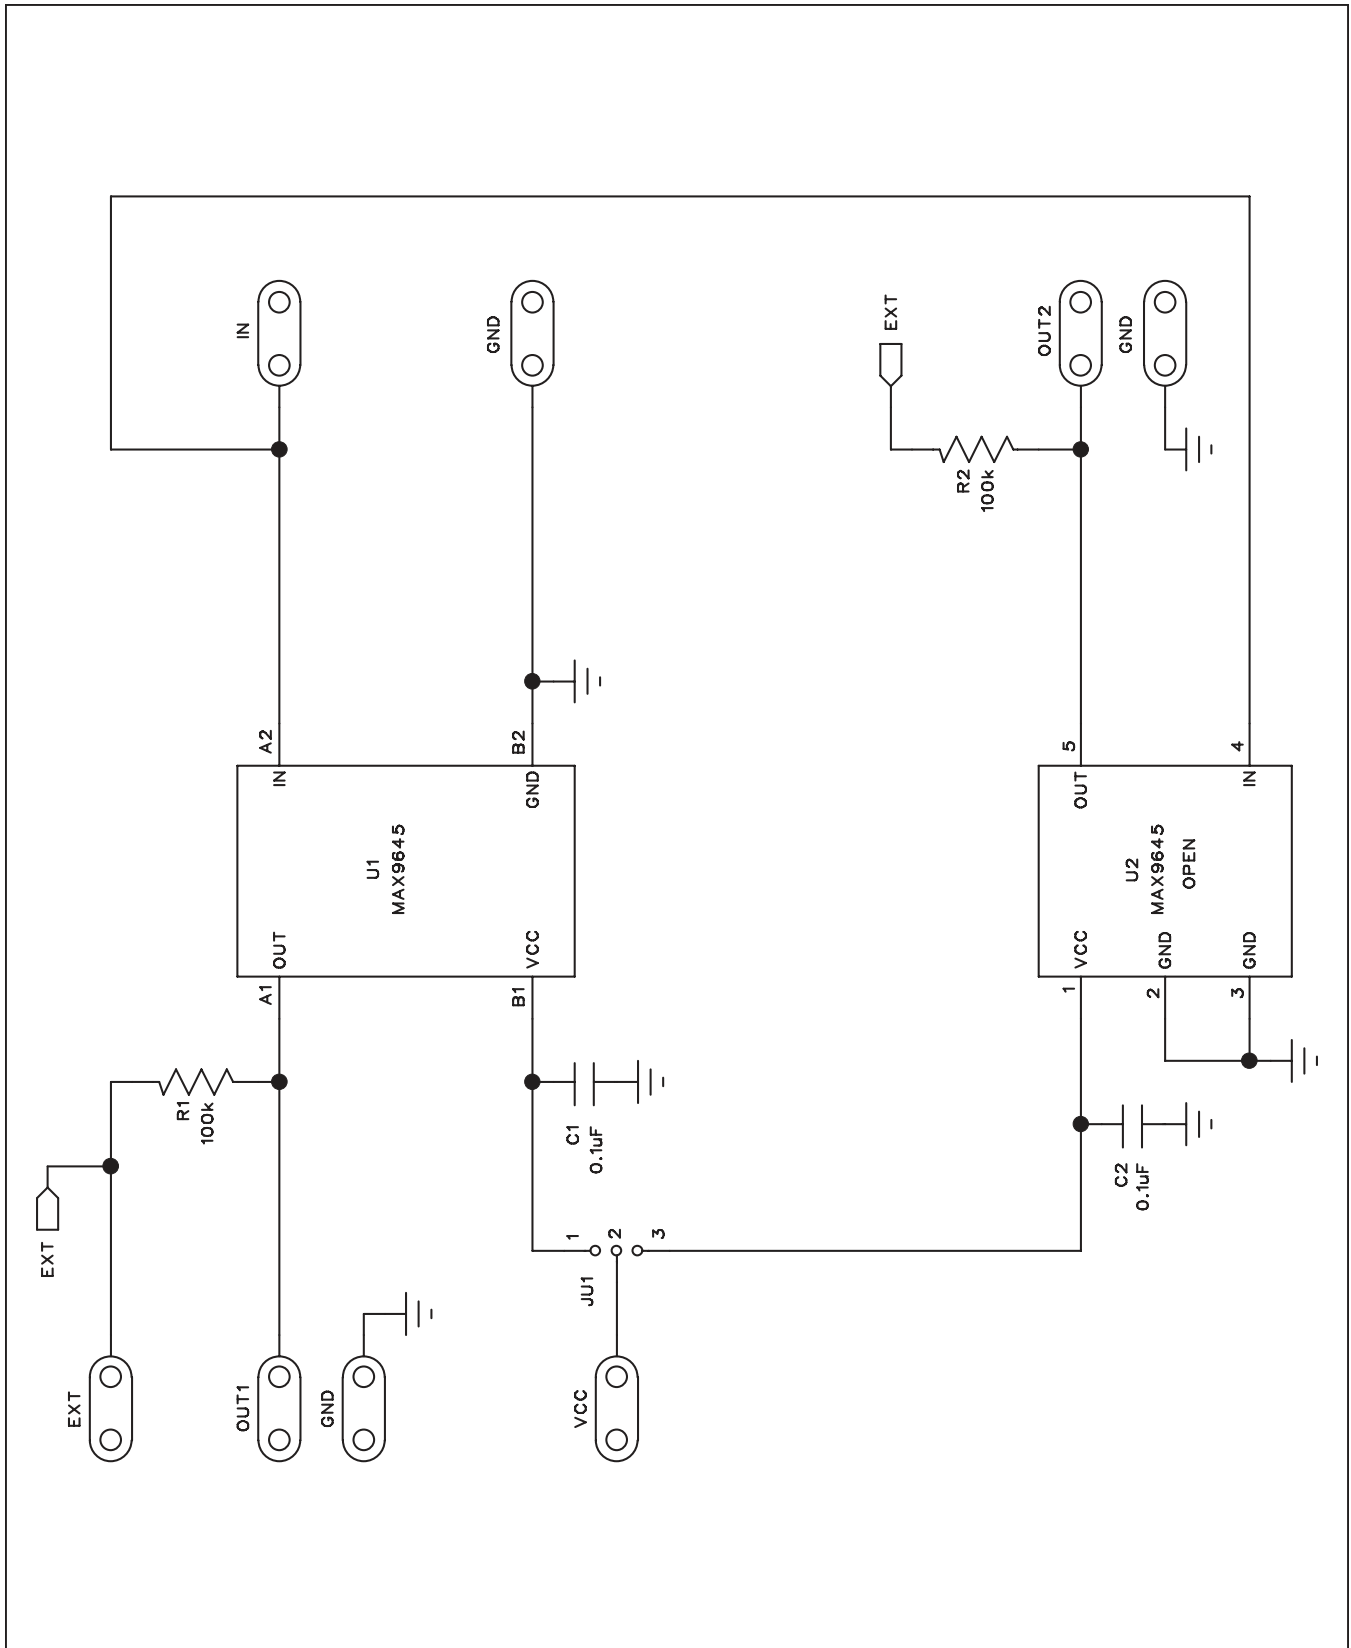 EXT
EXT
R1
100k
OUT1
GND
A1
OUT
IN
A2
IN
U1
MAX9645
VCC
B1
GND
B2
GND
C1
0.1uF
VCC
JU1
1
2
3
EXT
R2
100k
OUT2
GND
5
OUT
VCC
1
U2
MAX9645
OPEN
GND
2
GND
3
IN
4
C2
0.1uF